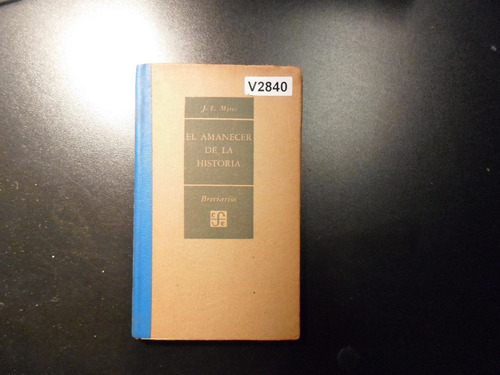 V2840
J. L. Myres
EL AMANECER
DE LA
HISTORIA
Breviarios